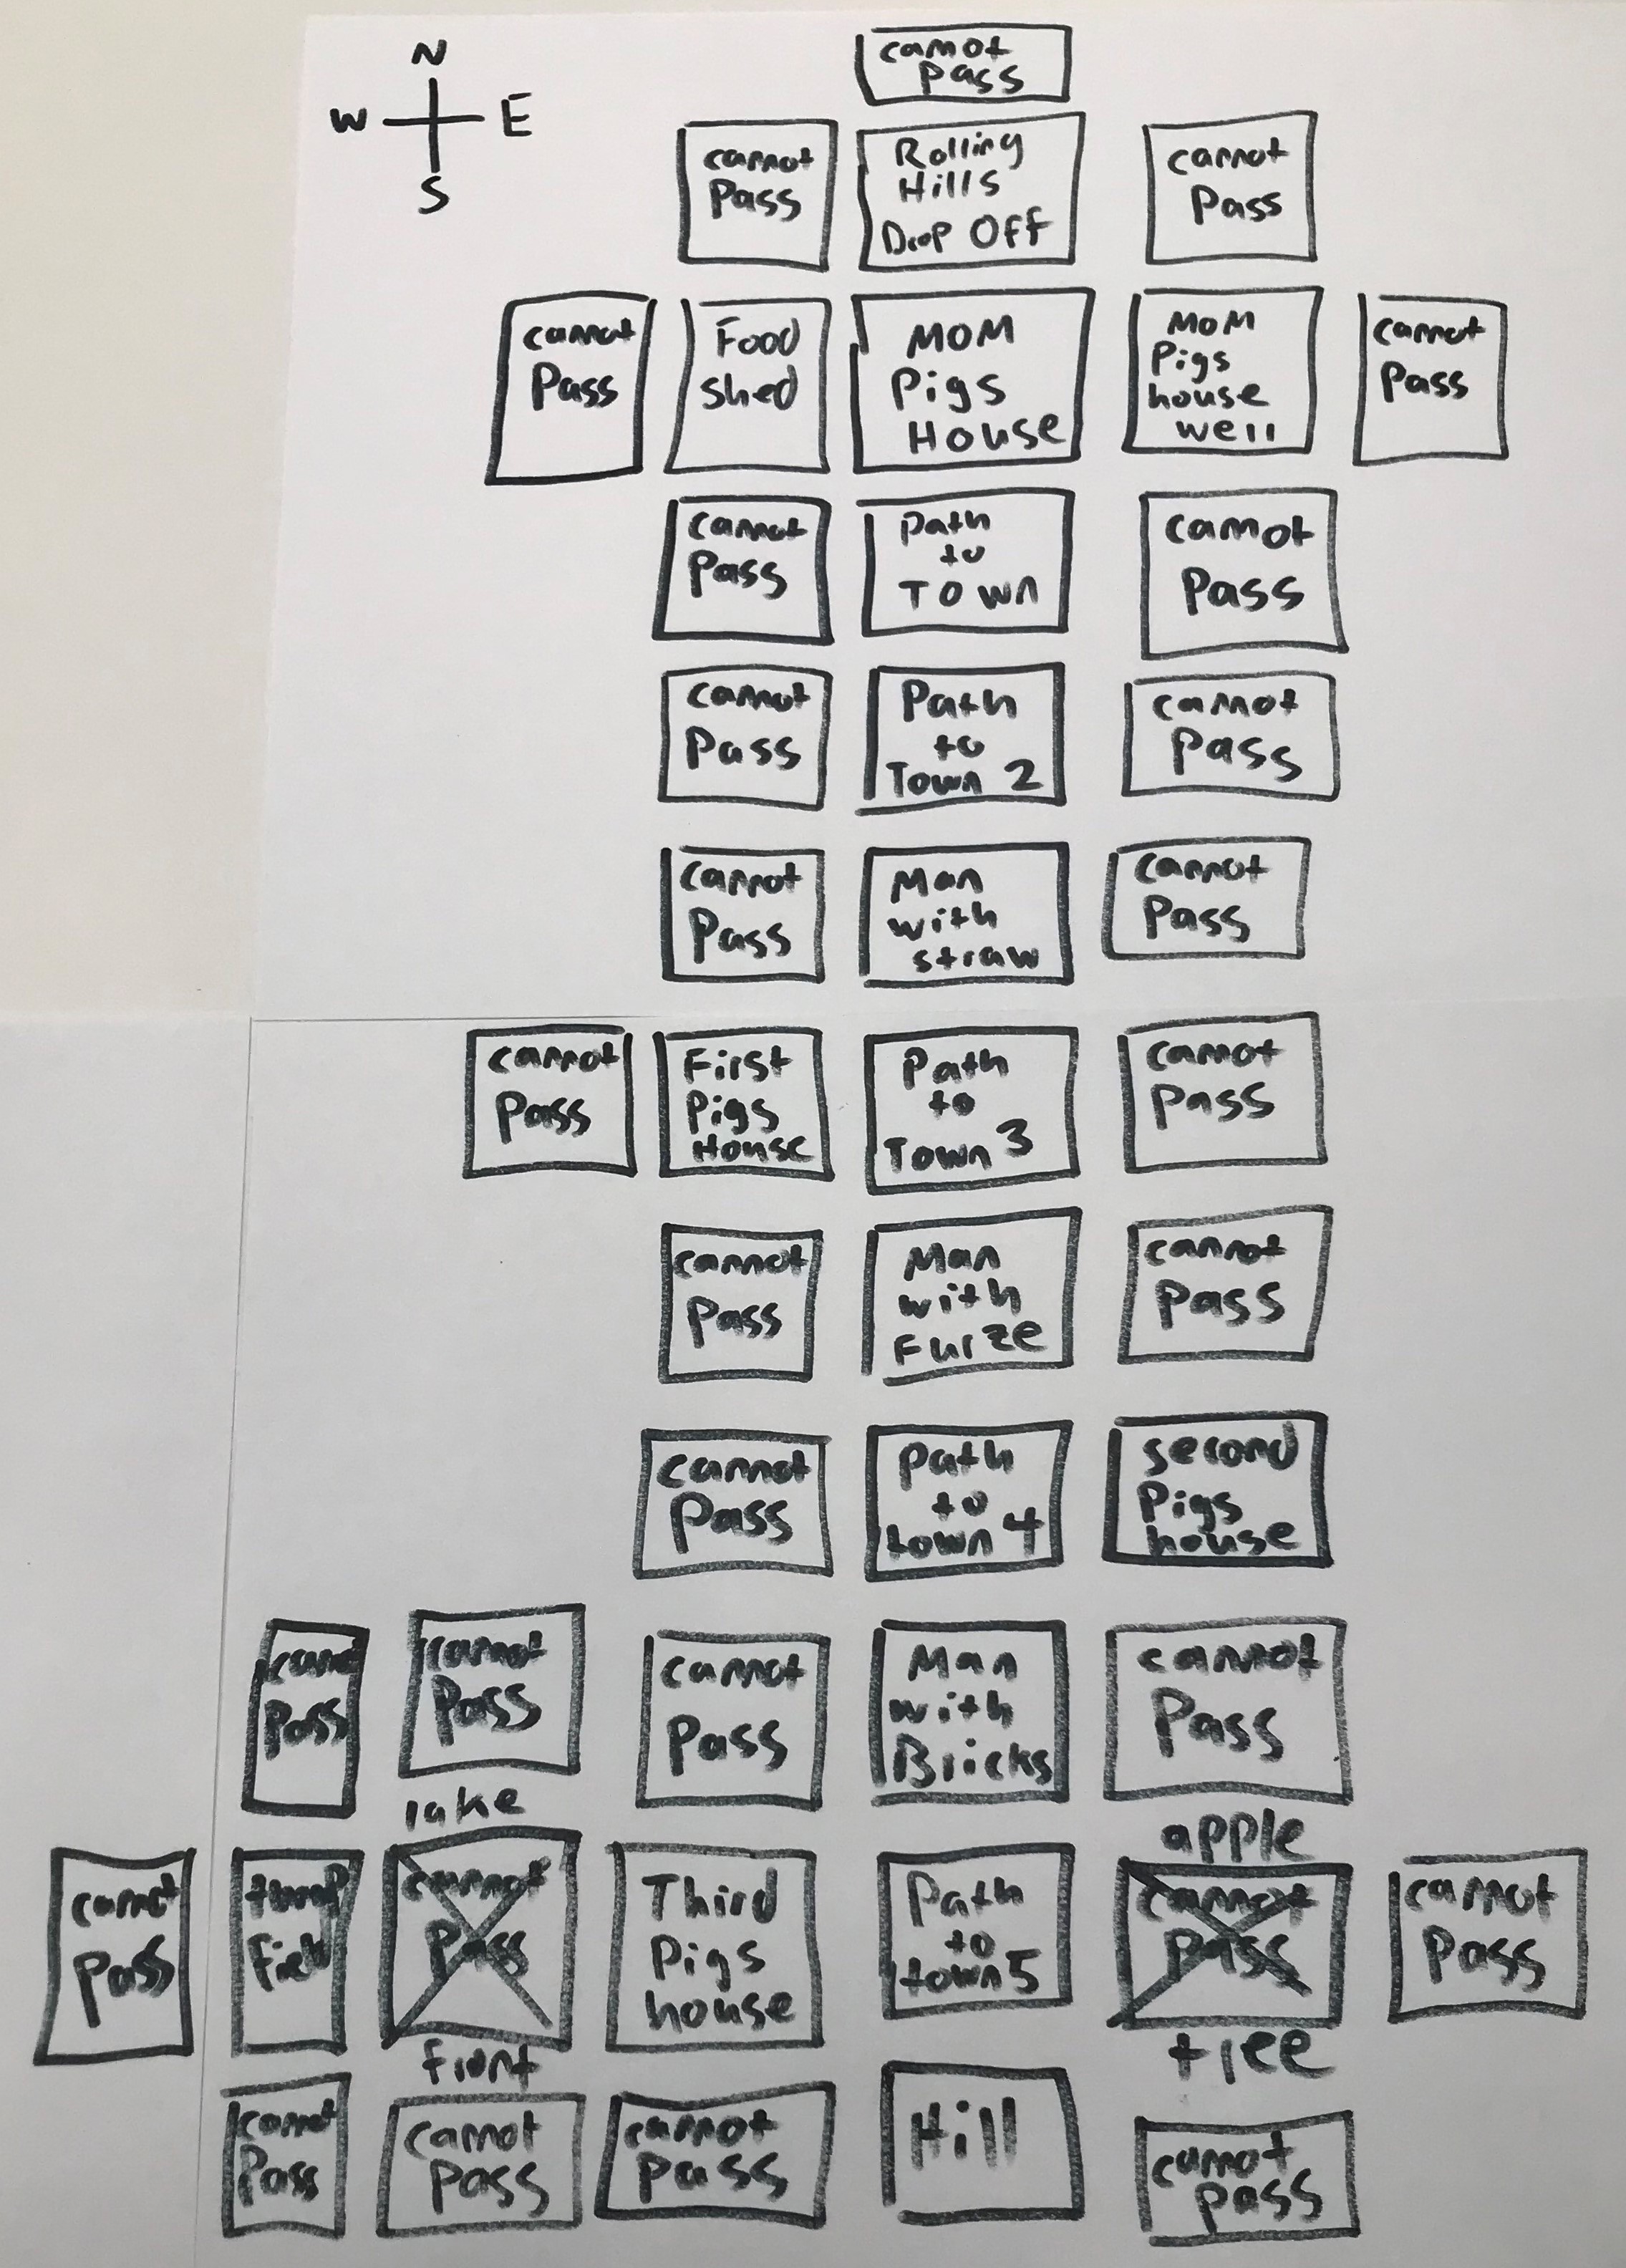 N
W E
S
cannot
pass
cannot
Pass
Rolling
Hills
Drop Off
cannot
Pass
cannot
Pass
Food
shed
MOM
Pigs
House
MOM
Pigs
house
well
cannot
Pass
cannot
Pass
Path
to
TOWN
cannot
Pass
cannot
Pass
Path
to
Town 2
cannot
Pass
cannot
Pass
Man
with
straw
cannot
Pass
cannot
Pass
First
Pigs
House
Path
to
Town 3
cannot
Pass
cannot
Pass
Man
with
Furze
cannot
Pass
cannot
Pass
Path
to
town 4
second
Pigs
house
Pass
cannot
Pass
cannot
Pass
Man
with
Bricks
cannot
Pass
lake
cannot
Pass
front
apple
cannot
Pass
tree
cannot
Pass
Field
Third
Pigs
house
Path
to
town 5
cannot
Pass
cannot
Pass
cannot
Pass
cannot
Pass
Hill
cannot
pass